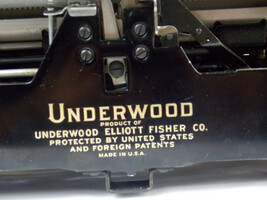 UNDERWOOD
PRODUCT OF
UNDERWOOD ELLIOTT FISHER CO.
PROTECTED BY UNITED STATES
AND FOREIGN PATENTS
MADE IN U.S.A.